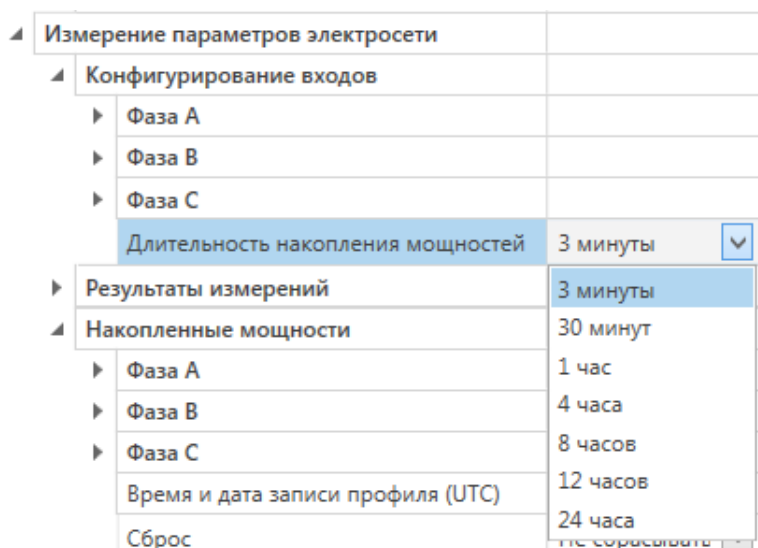 Измерение параметров электросети
Конфигурирование входов
Фаза A
Фаза B
Фаза C
Длительность накопления мощностей 3 минуты
Результаты измерений
3 минуты
Накопленные мощности
30 минут
Фаза A
1 час
Фаза B
4 часа
Фаза C
8 часов
Время и дата записи профиля (UTC)
12 часов
24 часа
Сброс Не сбрасывать